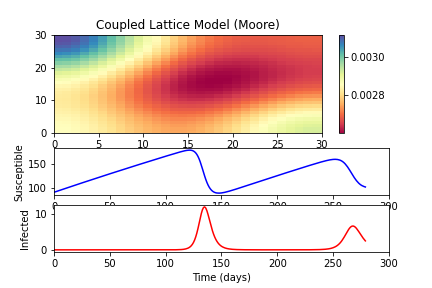 Coupled Lattice Model (Moore)
30
20
10
0
0 5 10 15 20 25 30
0.0030
0.0028
Susceptible
150
100
0 50 100 150 200 250 300
Infected
10
0
0 50 100 150 200 250 300
Time (days)